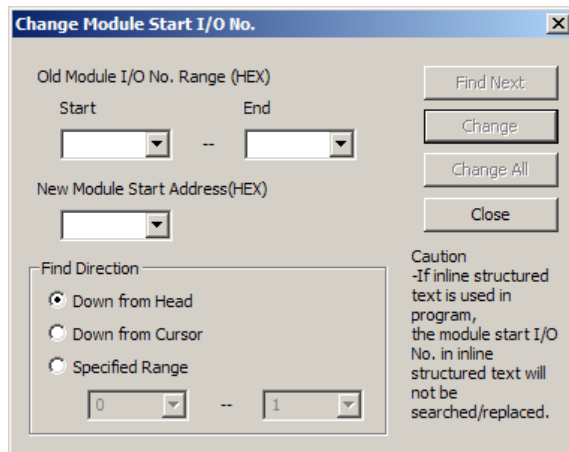 Change Module Start I/O No.
Old Module I/O No. Range (HEX)
Start End
--
New Module Start Address(HEX)
Find Direction
Down from Head
Down from Cursor
Specified Range
0 -- 1
Find Next
Change
Change All
Close
Caution
-If inline structured
text is used in
program,
the module start I/O
No. in inline
structured text will
not be
searched/replaced.